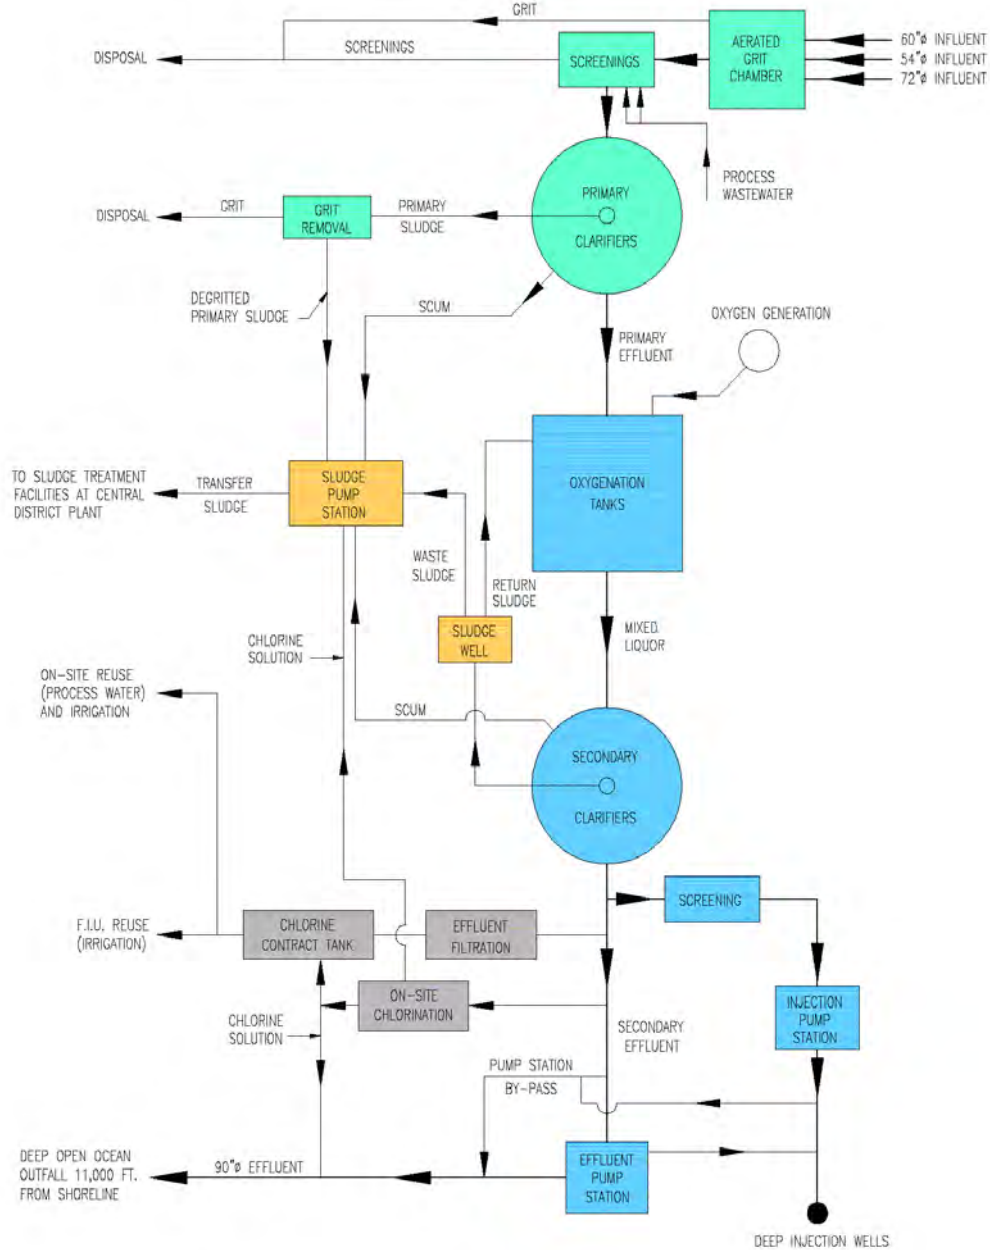 GRIT
AERATED
GRIT
CHAMBER
60"ø INFLUENT
54"ø INFLUENT
72"ø INFLUENT
DISPOSAL
SCREENINGS
SCREENINGS
PROCESS
WASTEWATER
PRIMARY
CLARIFIERS
DISPOSAL
GRIT
GRIT
REMOVAL
PRIMARY
SLUDGE
DEGRITTED
PRIMARY SLUDGE
SCUM
PRIMARY
EFFLUENT
OXYGEN GENERATION
TO SLUDGE TREATMENT
FACILITIES AT CENTRAL
DISTRICT PLANT
TRANSFER
SLUDGE
SLUDGE
PUMP
STATION
OXYGENATION
TANKS
WASTE
SLUDGE
RETURN
SLUDGE
CHLORINE
SOLUTION
SLUDGE
WELL
MIXED
LIQUOR
ON-SITE REUSE
(PROCESS WATER)
AND IRRIGATION
SCUM
SECONDARY
CLARIFIERS
SCREENING
F.I.U. REUSE
(IRRIGATION)
CHLORINE
CONTRACT TANK
EFFLUENT
FILTRATION
ON-SITE
CHLORINATION
INJECTION
PUMP
STATION
CHLORINE
SOLUTION
SECONDARY
EFFLUENT
PUMP STATION
BY-PASS
DEEP OPEN OCEAN
OUTFALL 11,000 FT.
FROM SHORELINE
90"ø EFFLUENT
EFFLUENT
PUMP
STATION
DEEP INJECTION WELLS